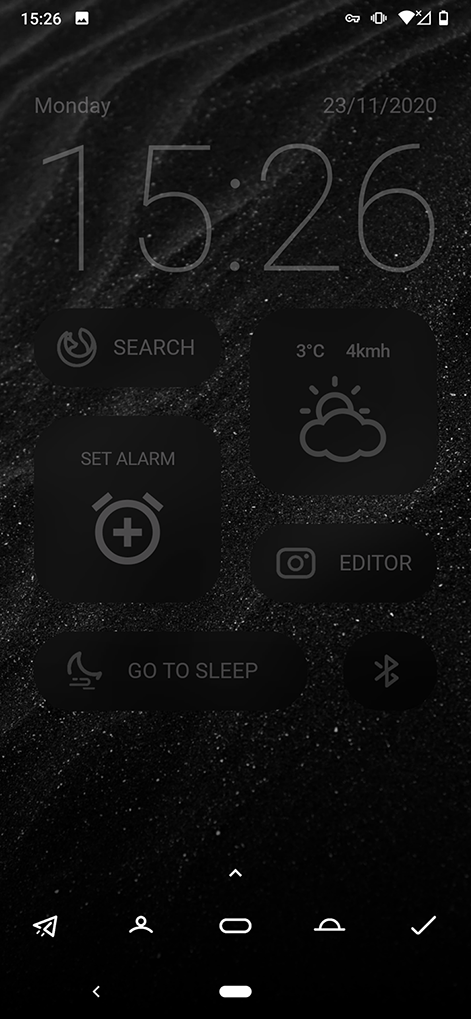 15:26
Monday 23/11/2020
15:26
SEARCH
3°C 4kmh
SET ALARM
EDITOR
GO TO SLEEP